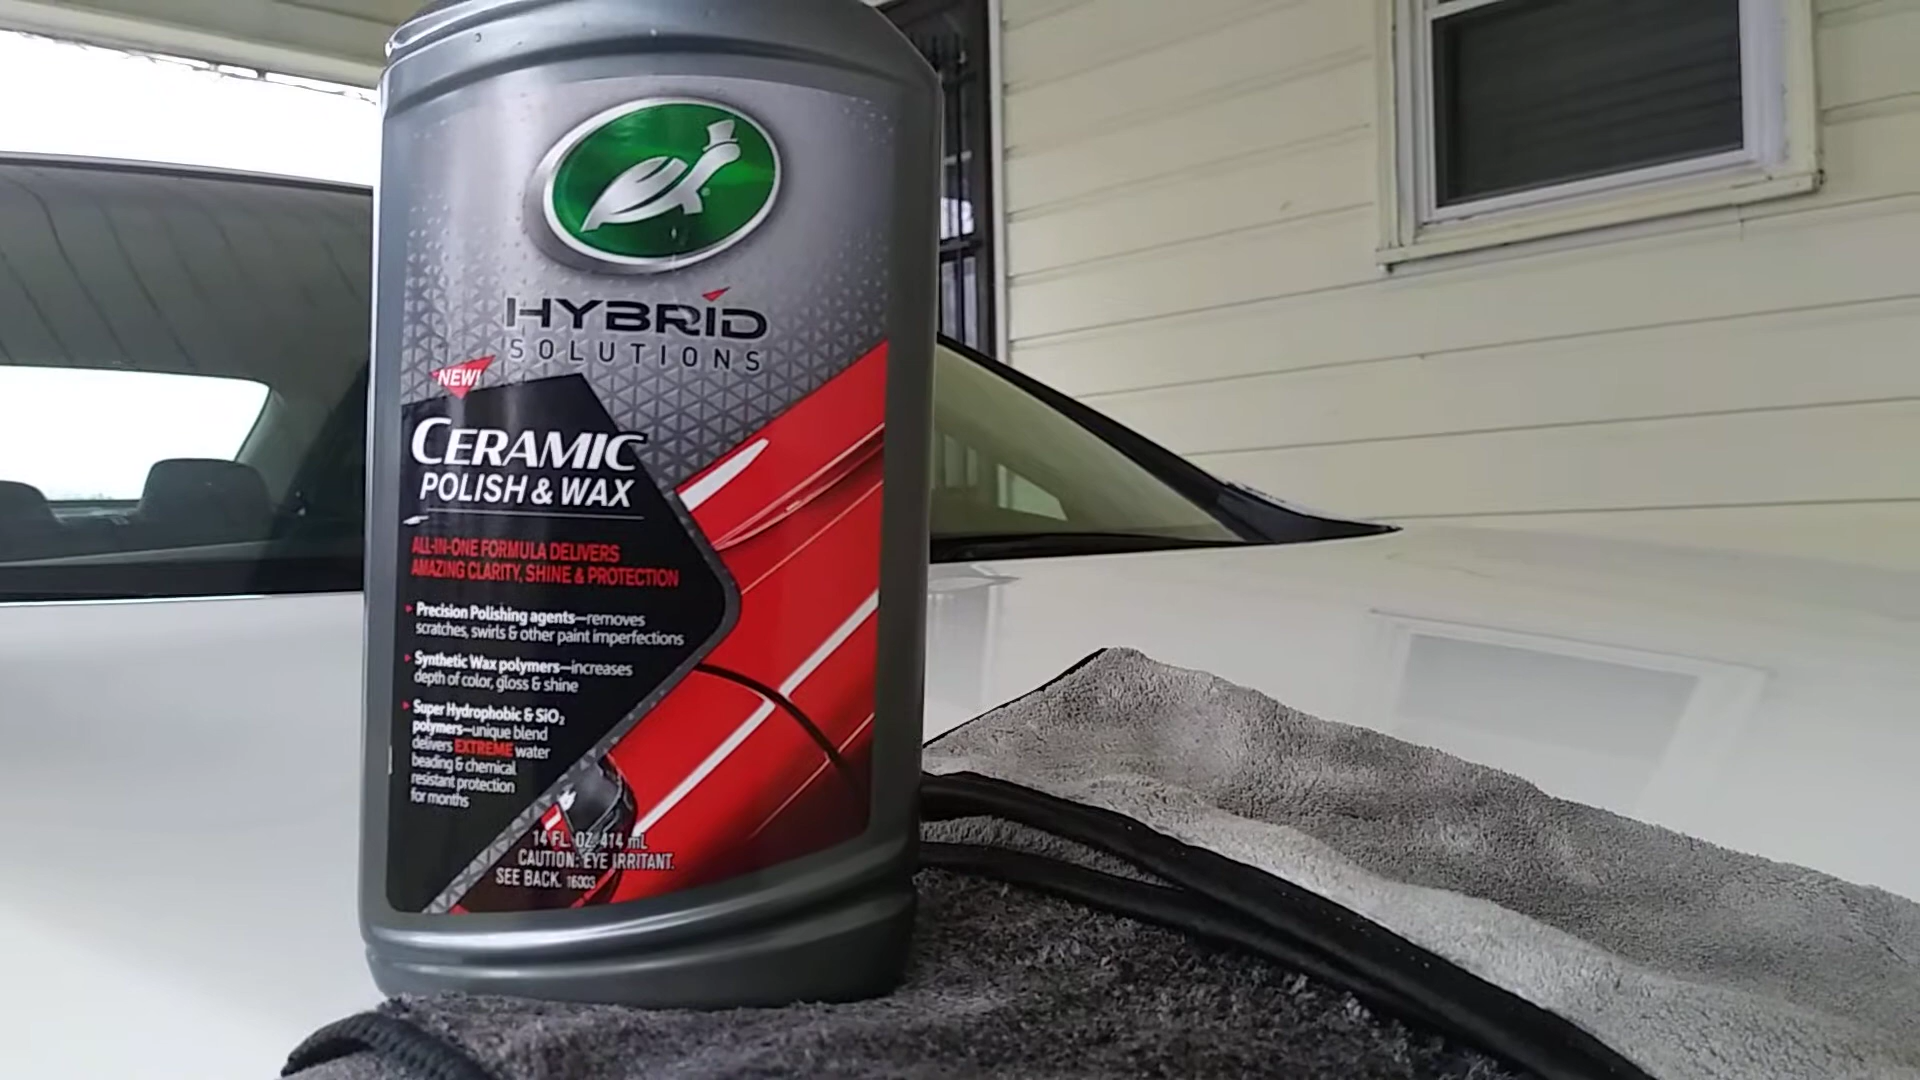 HYBRID
SOLUTIONS
NEW!
CERAMIC
POLISH & WAX
ALL-IN-ONE FORMULA DELIVERS
AMAZING CLARITY, SHINE & PROTECTION
Precision Polishing agents—removes
scratches, swirls & other paint imperfections
Synthetic Wax polymers—increases
depth of color, gloss & shine
Super Hydrophobic & SiO₂
polymers—unique blend
delivers EXTREME water
beading & chemical
resistant protection
for months
14 FL. OZ. 414 mL
CAUTION: EYE IRRITANT.
SEE BACK. 16003